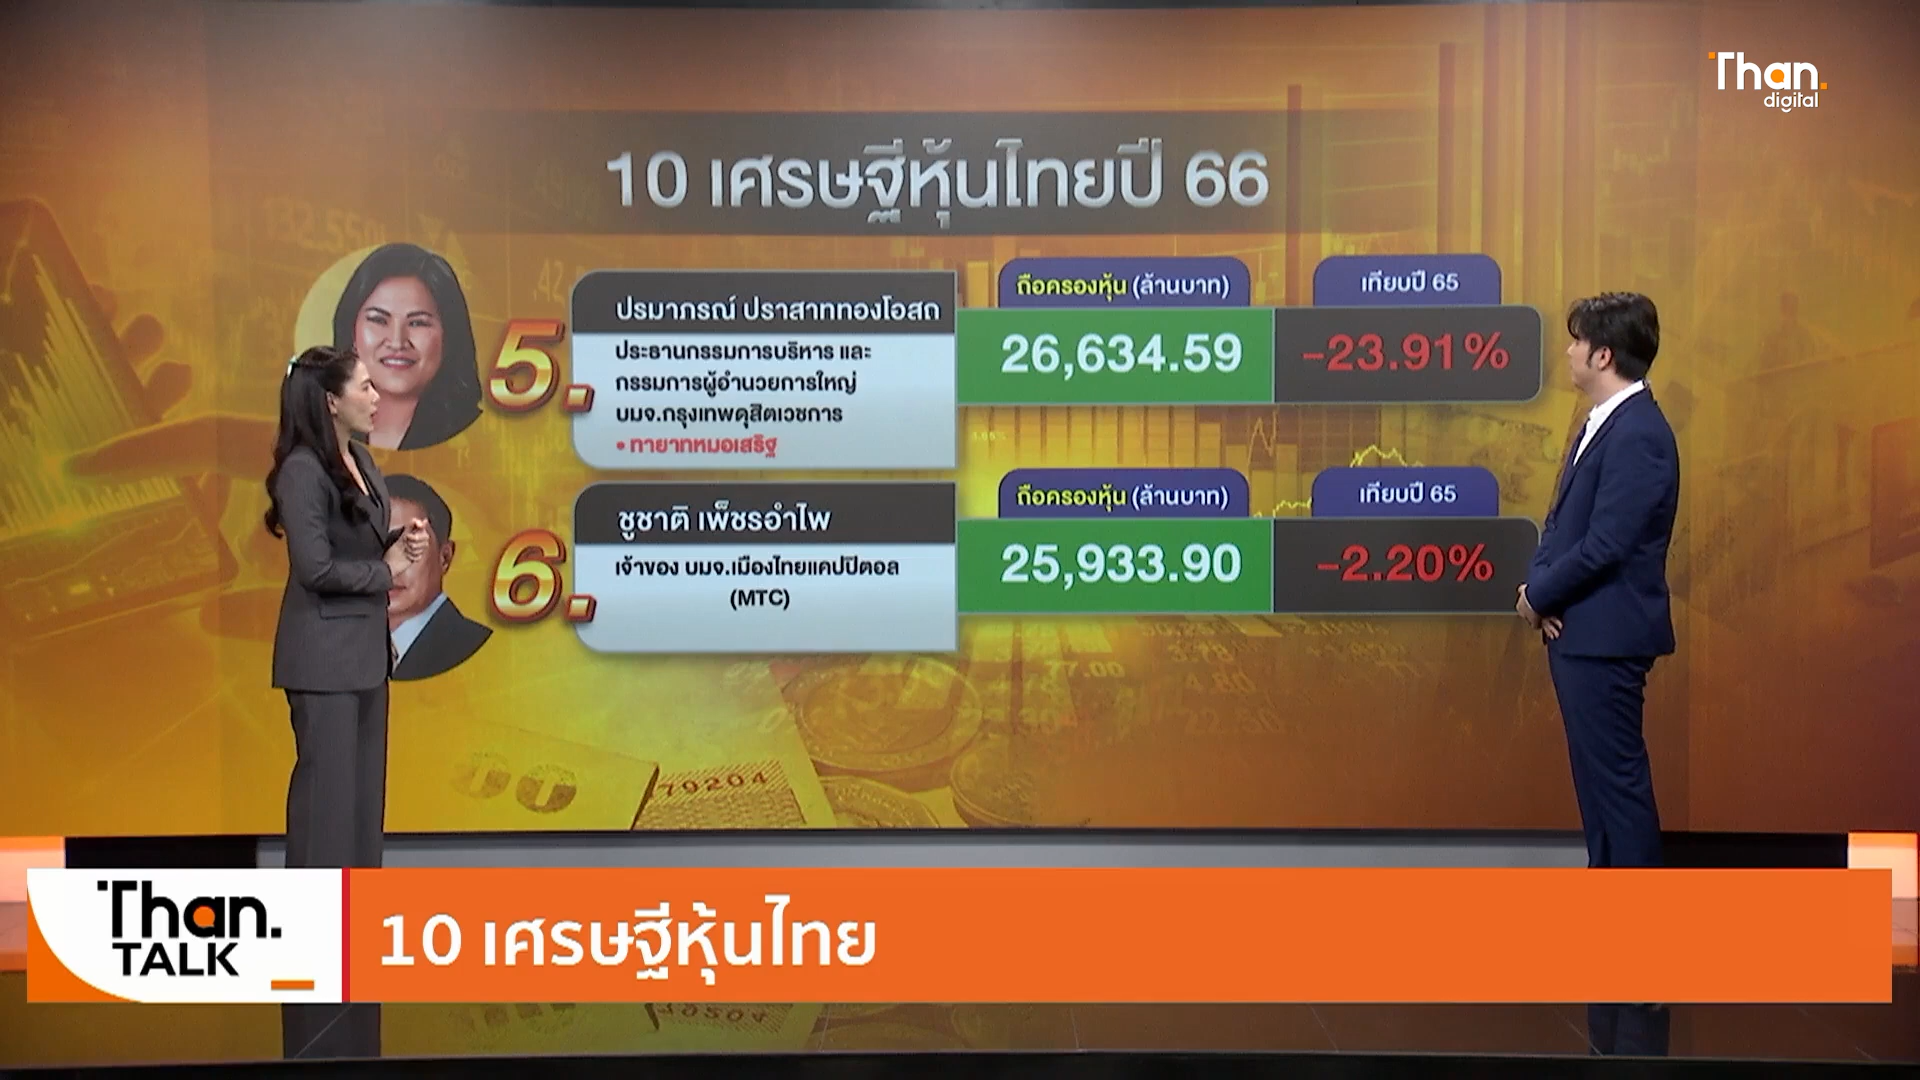 Than.
digital
10 เศรษฐีหุ้นไทยปี 66
5.
ปรมาภรณ์ ปราสาททองโอสถ
ประธานกรรมการบริหาร และ
กรรมการผู้อำนวยการใหญ่
บมจ.กรุงเทพดุสิตเวชการ
• ทายาทหมอเสริฐ
ถือครองหุ้น (ล้านบาท)
เทียบปี 65
26,634.59
-23.91%
6.
ชูชาติ เพ็ชรอำไพ
เจ้าของ บมจ.เมืองไทยแคปปิตอล
(MTC)
ถือครองหุ้น (ล้านบาท)
เทียบปี 65
25,933.90
-2.20%
77.00
79204
Than.
TALK
10 เศรษฐีหุ้นไทย